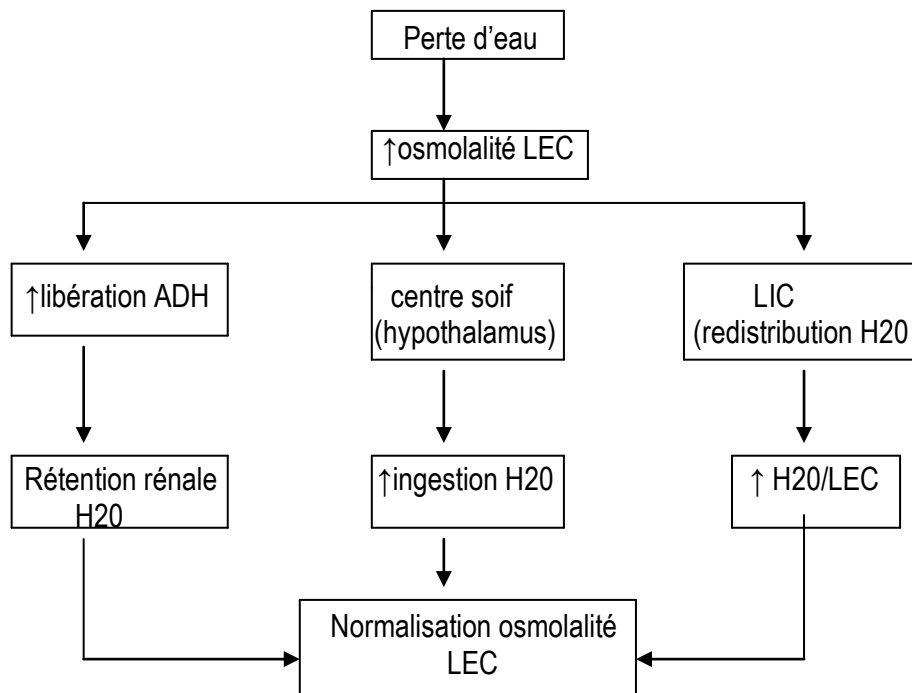 Perte d'eau
↑osmolalité LEC
↑libération ADH
centre soif
(hypothalamus)
LIC
(redistribution H20
Rétention rénale
H20
↑ingestion H20
↑ H20/LEC
Normalisation osmolalité
LEC